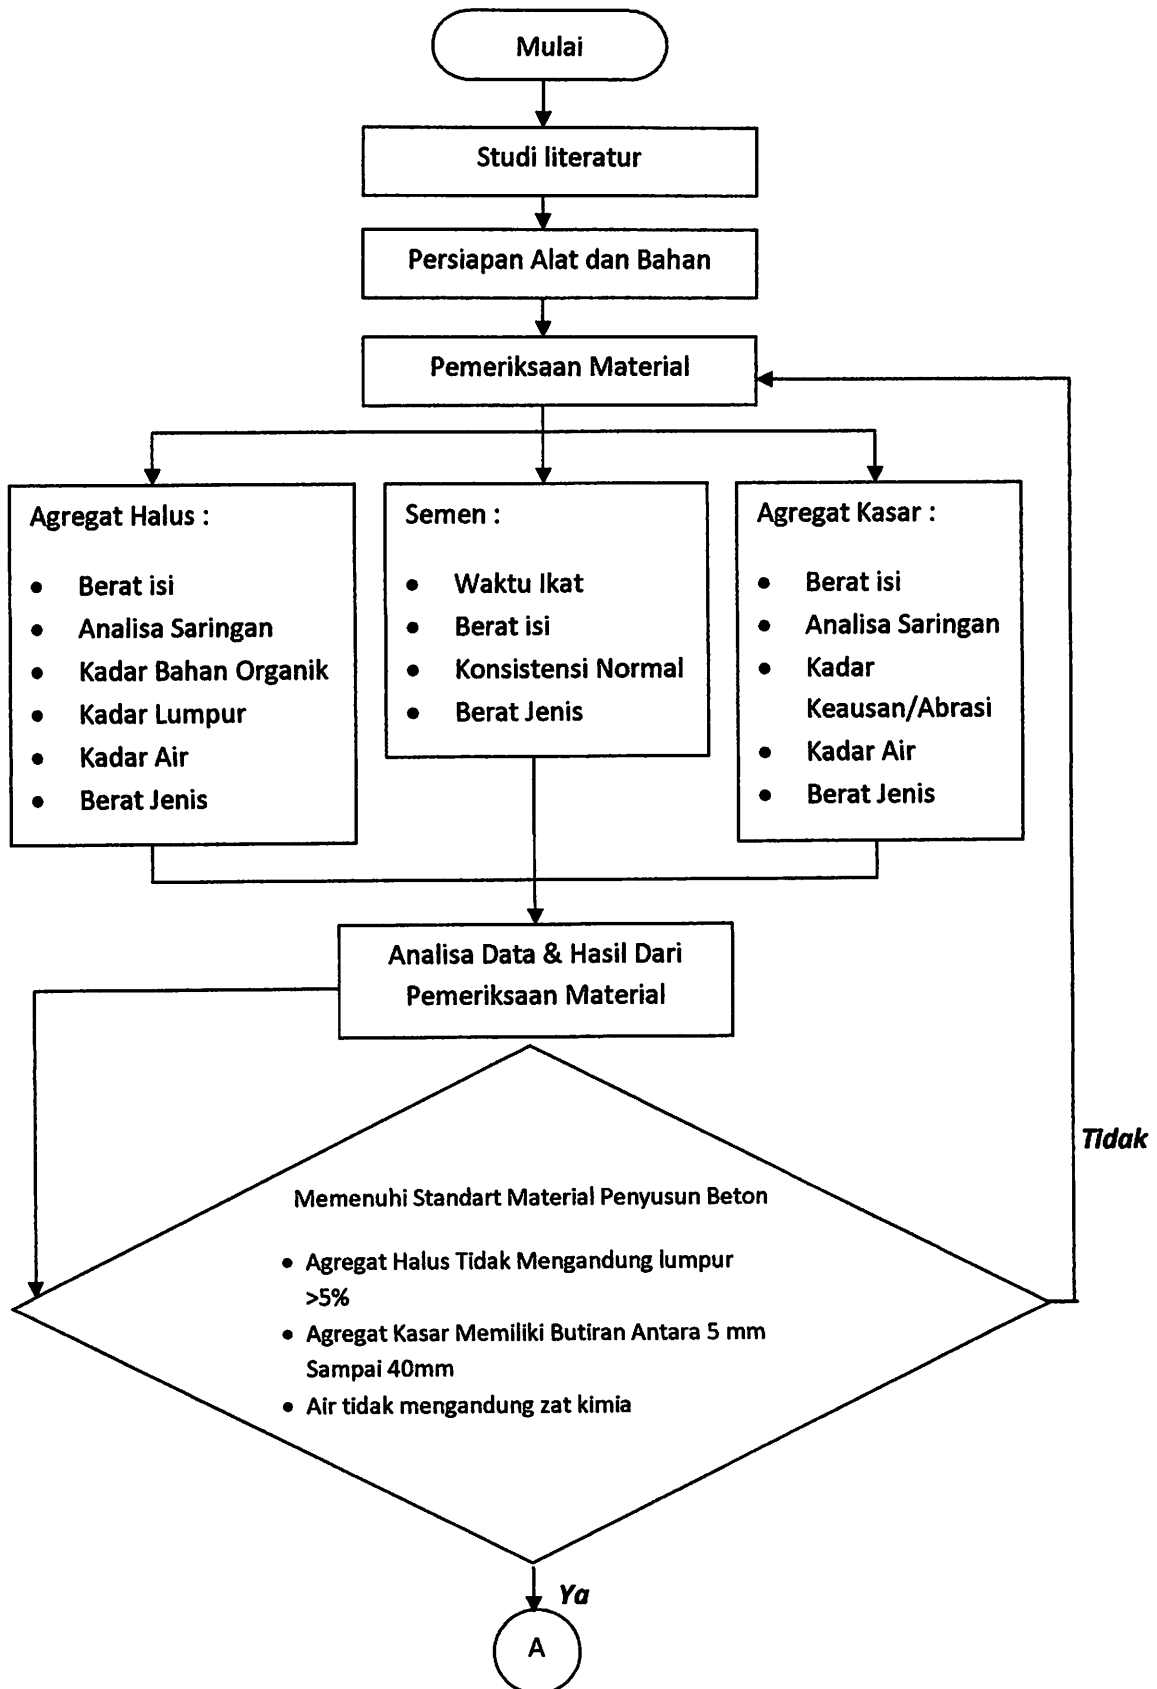 Mulai
Studi literatur
Persiapan Alat dan Bahan
Pemeriksaan Material
Agregat Halus :
• Berat isi
• Analisa Saringan
• Kadar Bahan Organik
• Kadar Lumpur
• Kadar Air
• Berat Jenis
Semen :
• Waktu Ikat
• Berat isi
• Konsistensi Normal
• Berat Jenis
Agregat Kasar :
• Berat isi
• Analisa Saringan
• Kadar
Keausan/Abrasi
• Kadar Air
• Berat Jenis
Analisa Data & Hasil Dari
Pemeriksaan Material
Tidak
Memenuhi Standart Material Penyusun Beton
• Agregat Halus Tidak Mengandung lumpur
>5%
• Agregat Kasar Memiliki Butiran Antara 5 mm
Sampai 40mm
• Air tidak mengandung zat kimia
Ya
A